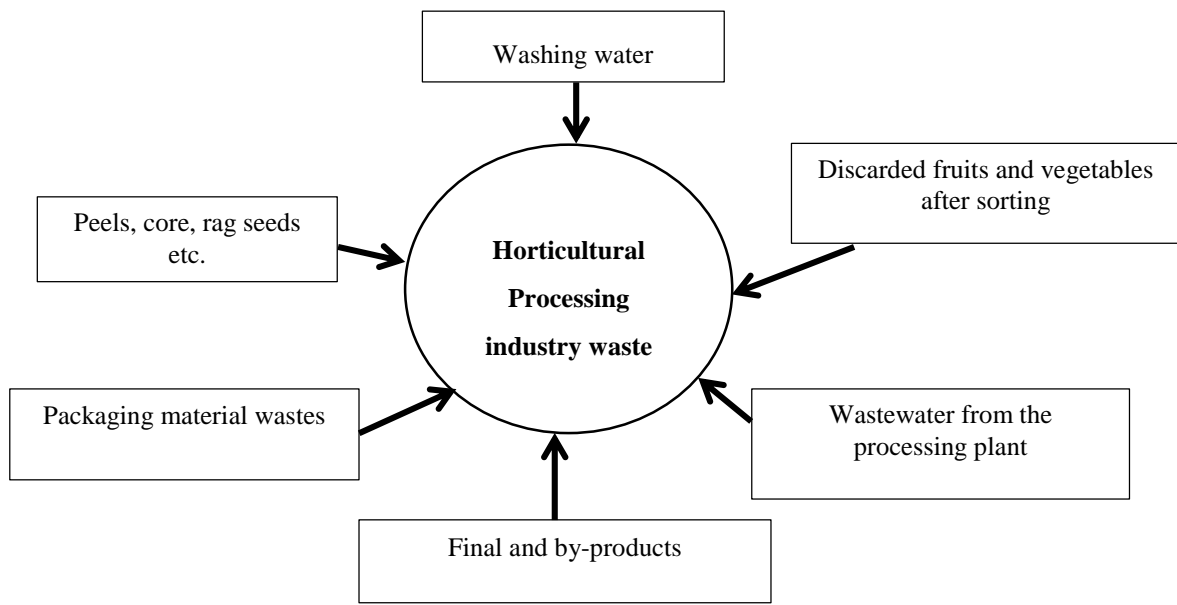 Washing water
Discarded fruits and vegetables
after sorting
Peels, core, rag seeds
etc.
Horticultural
Processing
industry waste
Packaging material wastes
Wastewater from the
processing plant
Final and by-products